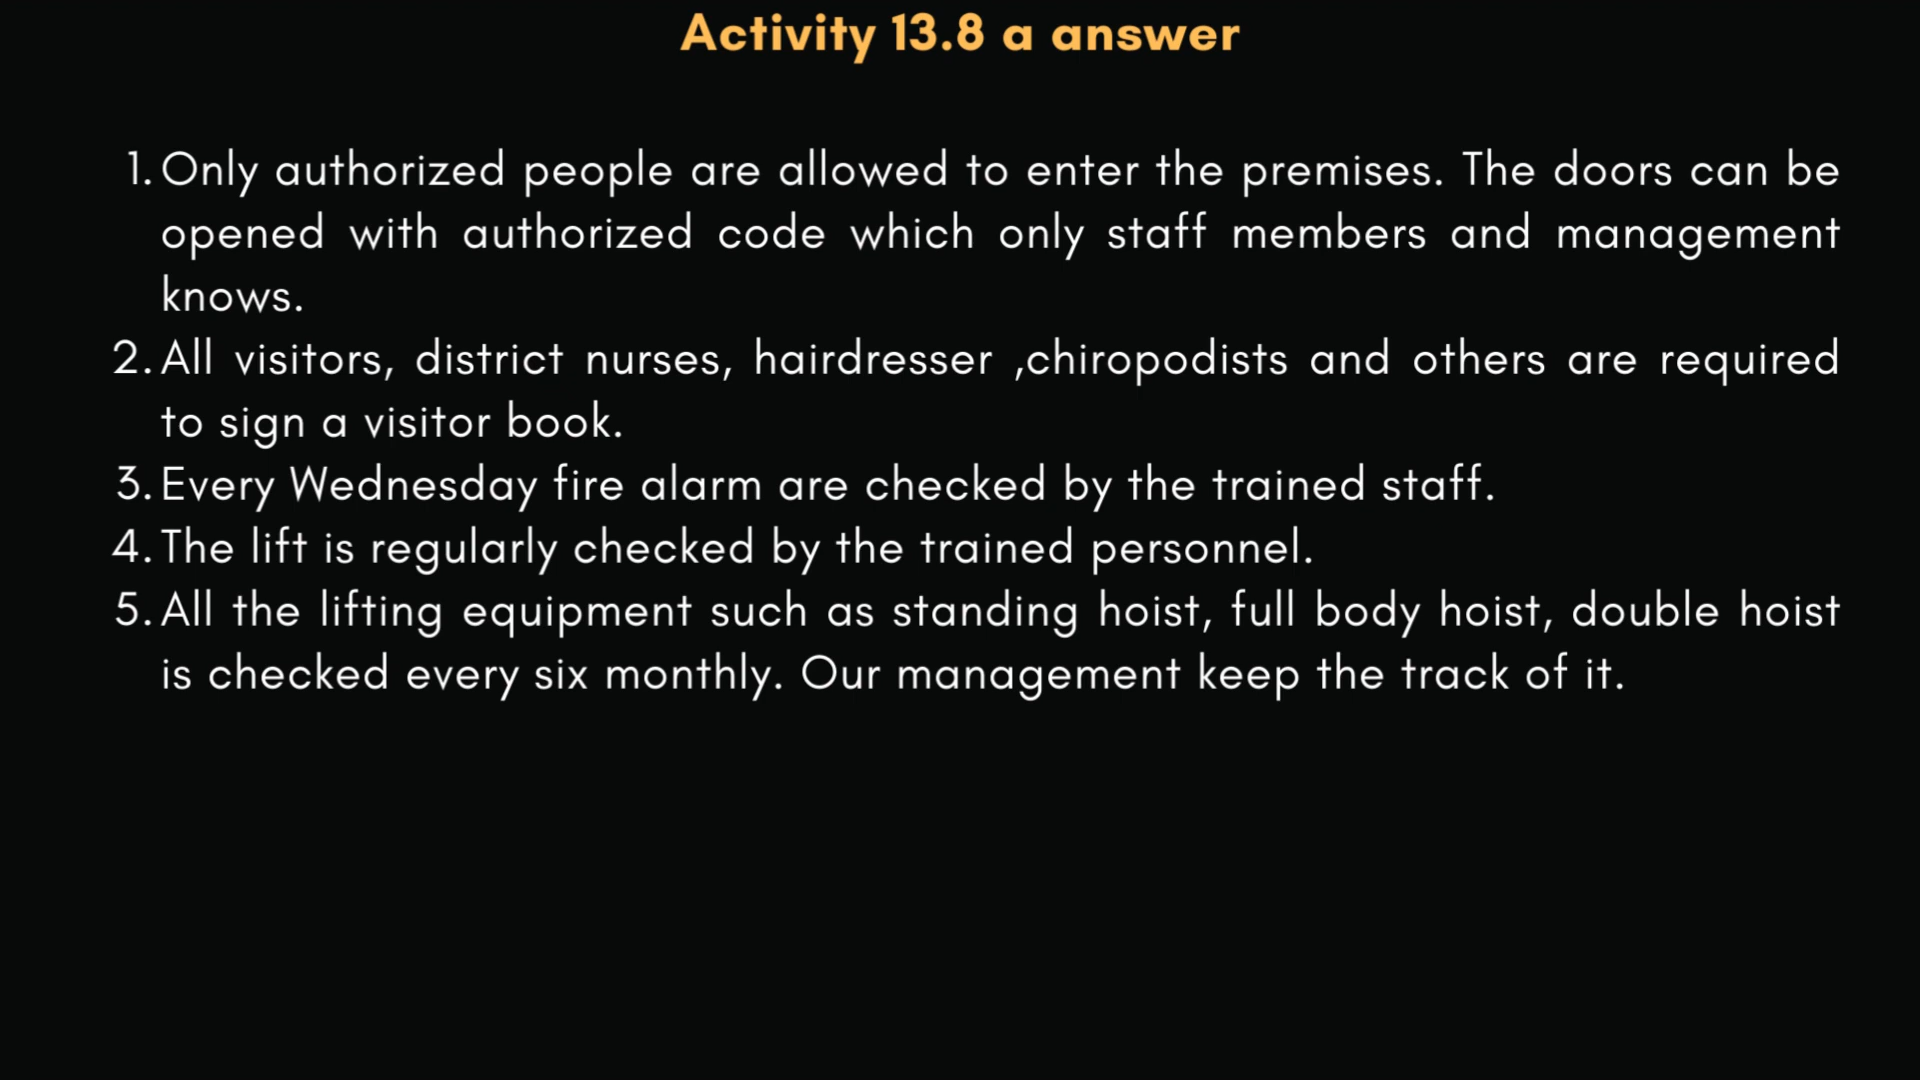 Activity 13.8 a answer
1. Only authorized people are allowed to enter the premises. The doors can be
opened with authorized code which only staff members and management
knows.
2. All visitors, district nurses, hairdresser ,chiropodists and others are required
to sign a visitor book.
3. Every Wednesday fire alarm are checked by the trained staff.
4. The lift is regularly checked by the trained personnel.
5. All the lifting equipment such as standing hoist, full body hoist, double hoist
is checked every six monthly. Our management keep the track of it.